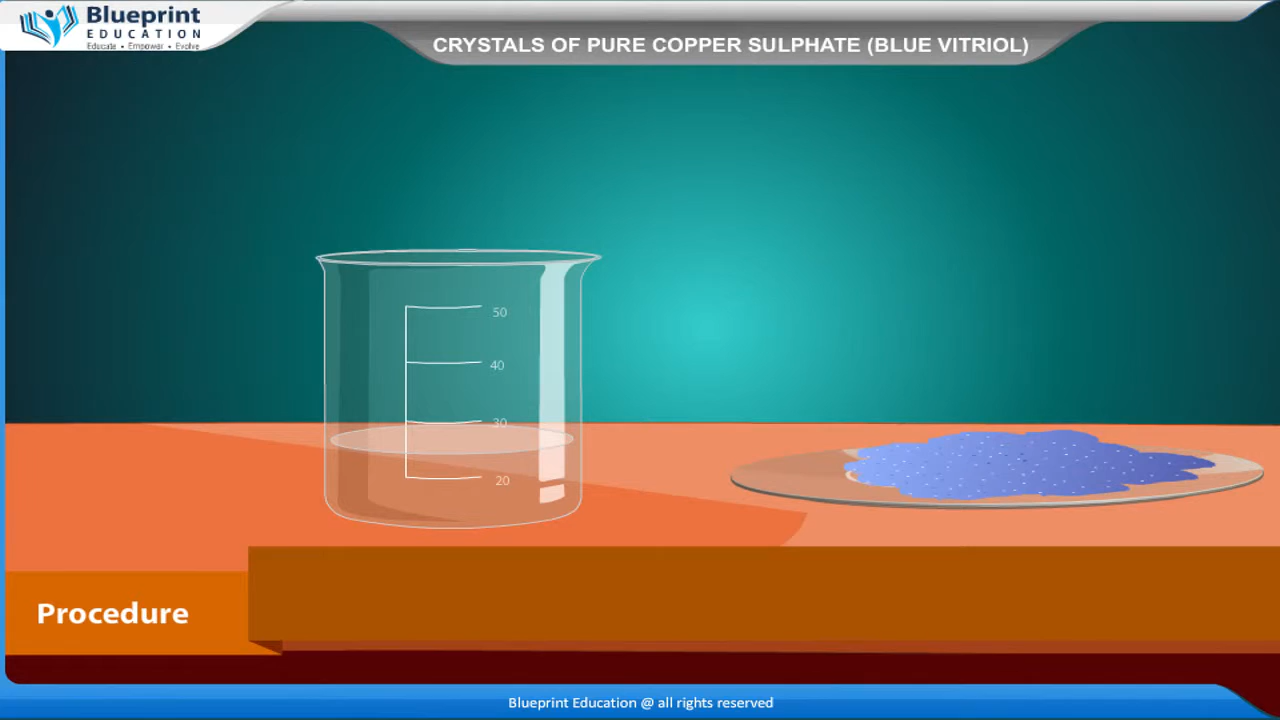 Blueprint
EDUCATION
Educate • Empower • Evolve
CRYSTALS OF PURE COPPER SULPHATE (BLUE VITRIOL)
50
40
30
20
Procedure
Blueprint Education @ all rights reserved